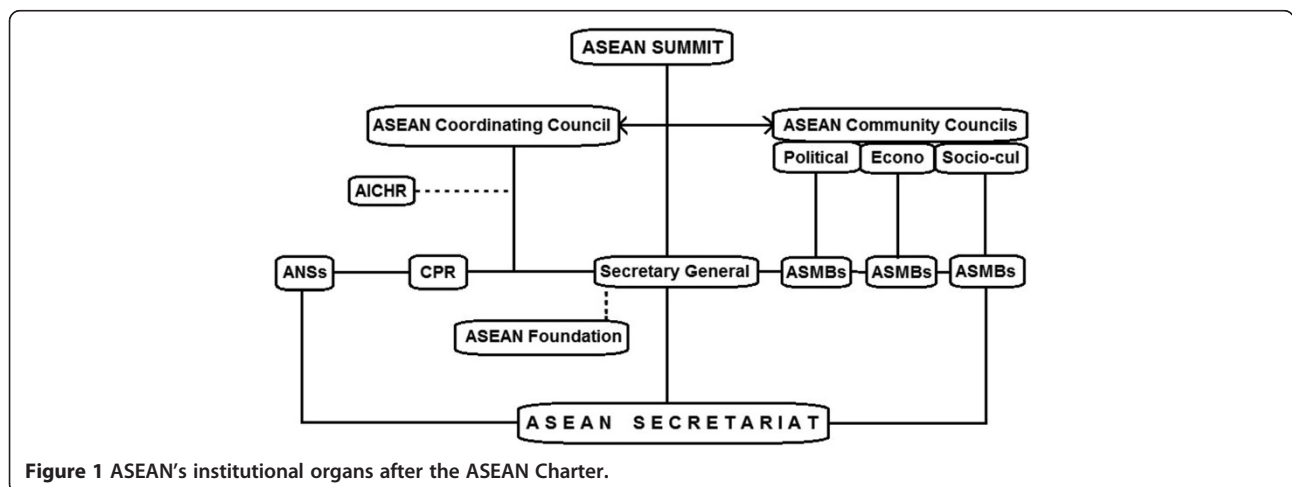 ASEAN SUMMIT
ASEAN Coordinating Council
ASEAN Community Councils
Political
Econo
Socio-cul
AICHR
ANSs
CPR
Secretary General
ASMBs
ASMBs
ASMBs
ASEAN Foundation
ASEAN SECRETARIAT
Figure 1 ASEAN's institutional organs after the ASEAN Charter.